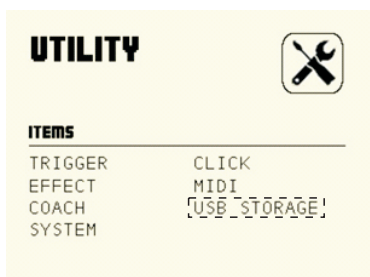 UTILITY
ITEMS
TRIGGER CLICK
EFFECT MIDI
COACH USB STORAGE
SYSTEM